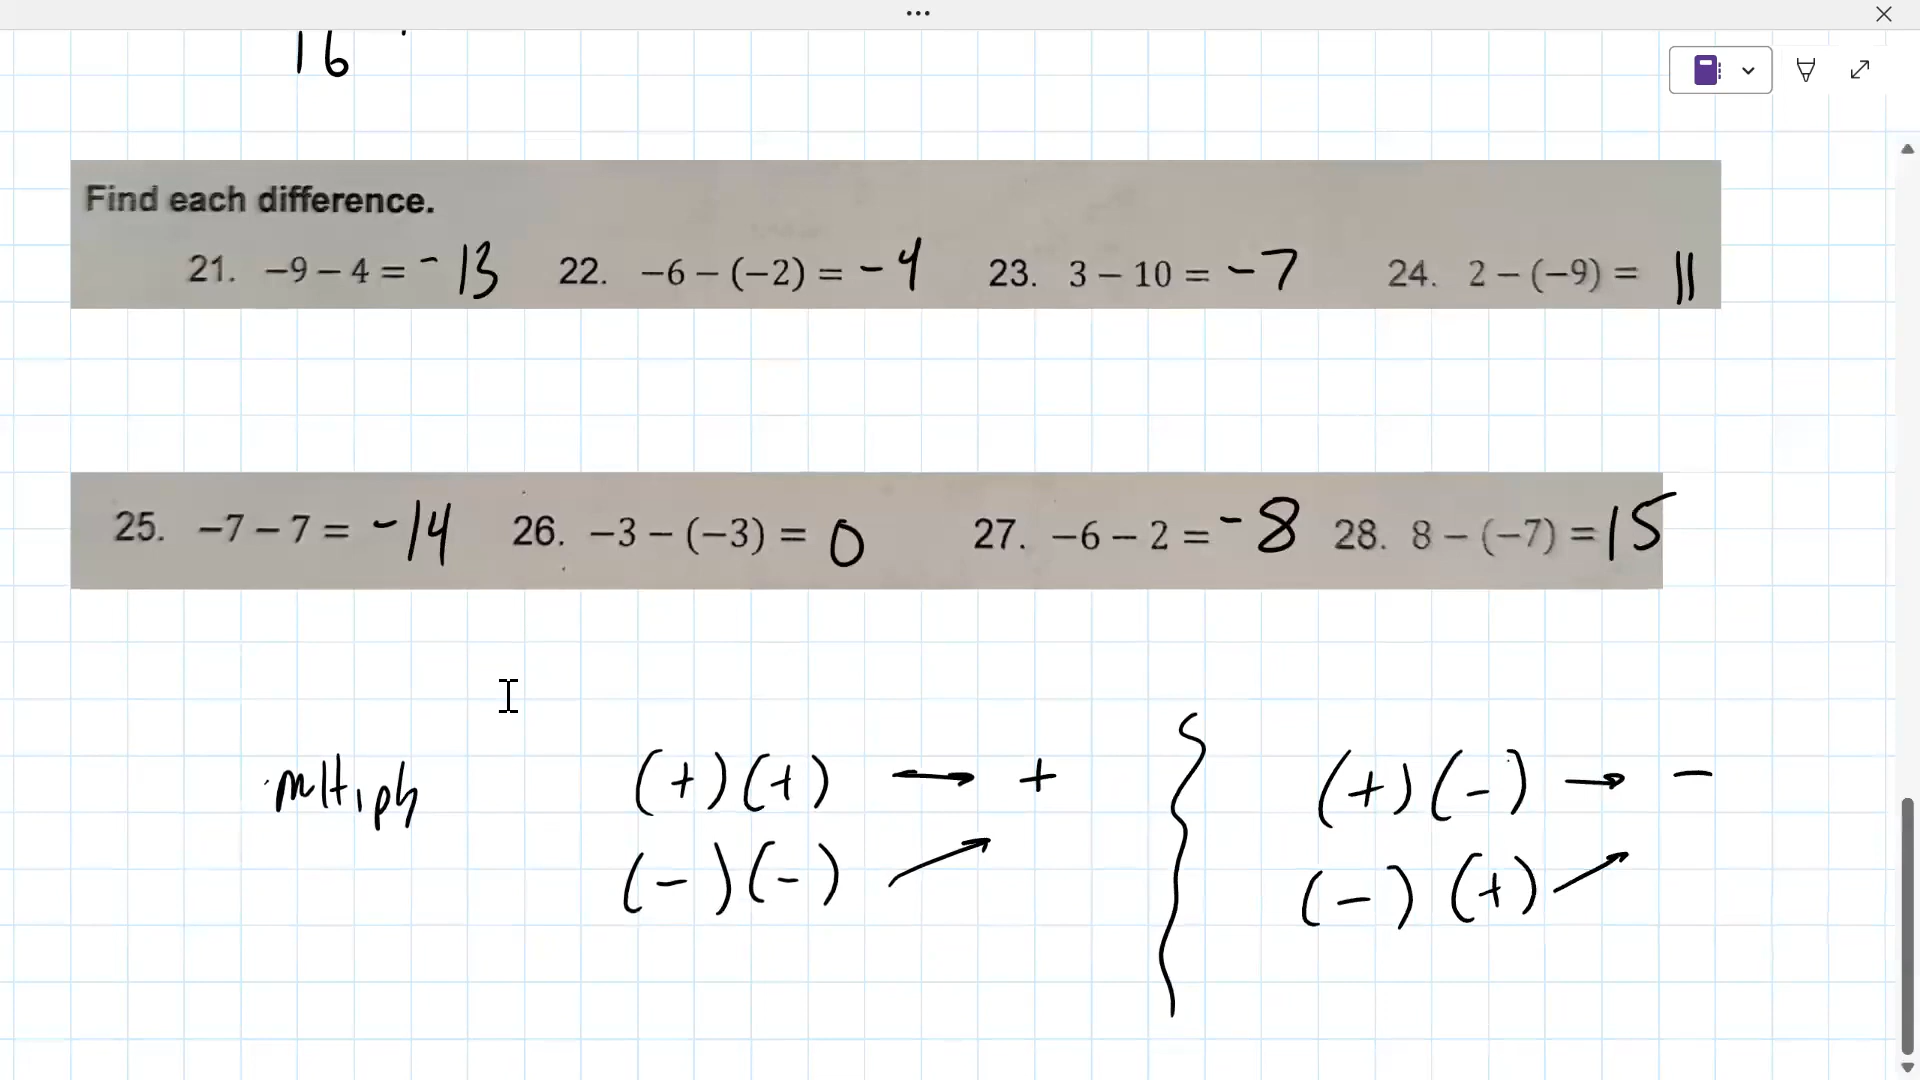 16
Find each difference.
21. −9 − 4 = -13 22. −6 − (−2) = -4 23. 3 − 10 = -7 24. 2 − (−9) = 11
25. −7 − 7 = -14 26. −3 − (−3) = 0 27. −6 − 2 = -8 28. 8 − (−7) = 15
multiply (+)(+) → + (+)(-) → -
(-)(-) ↗ (-)(+) ↗